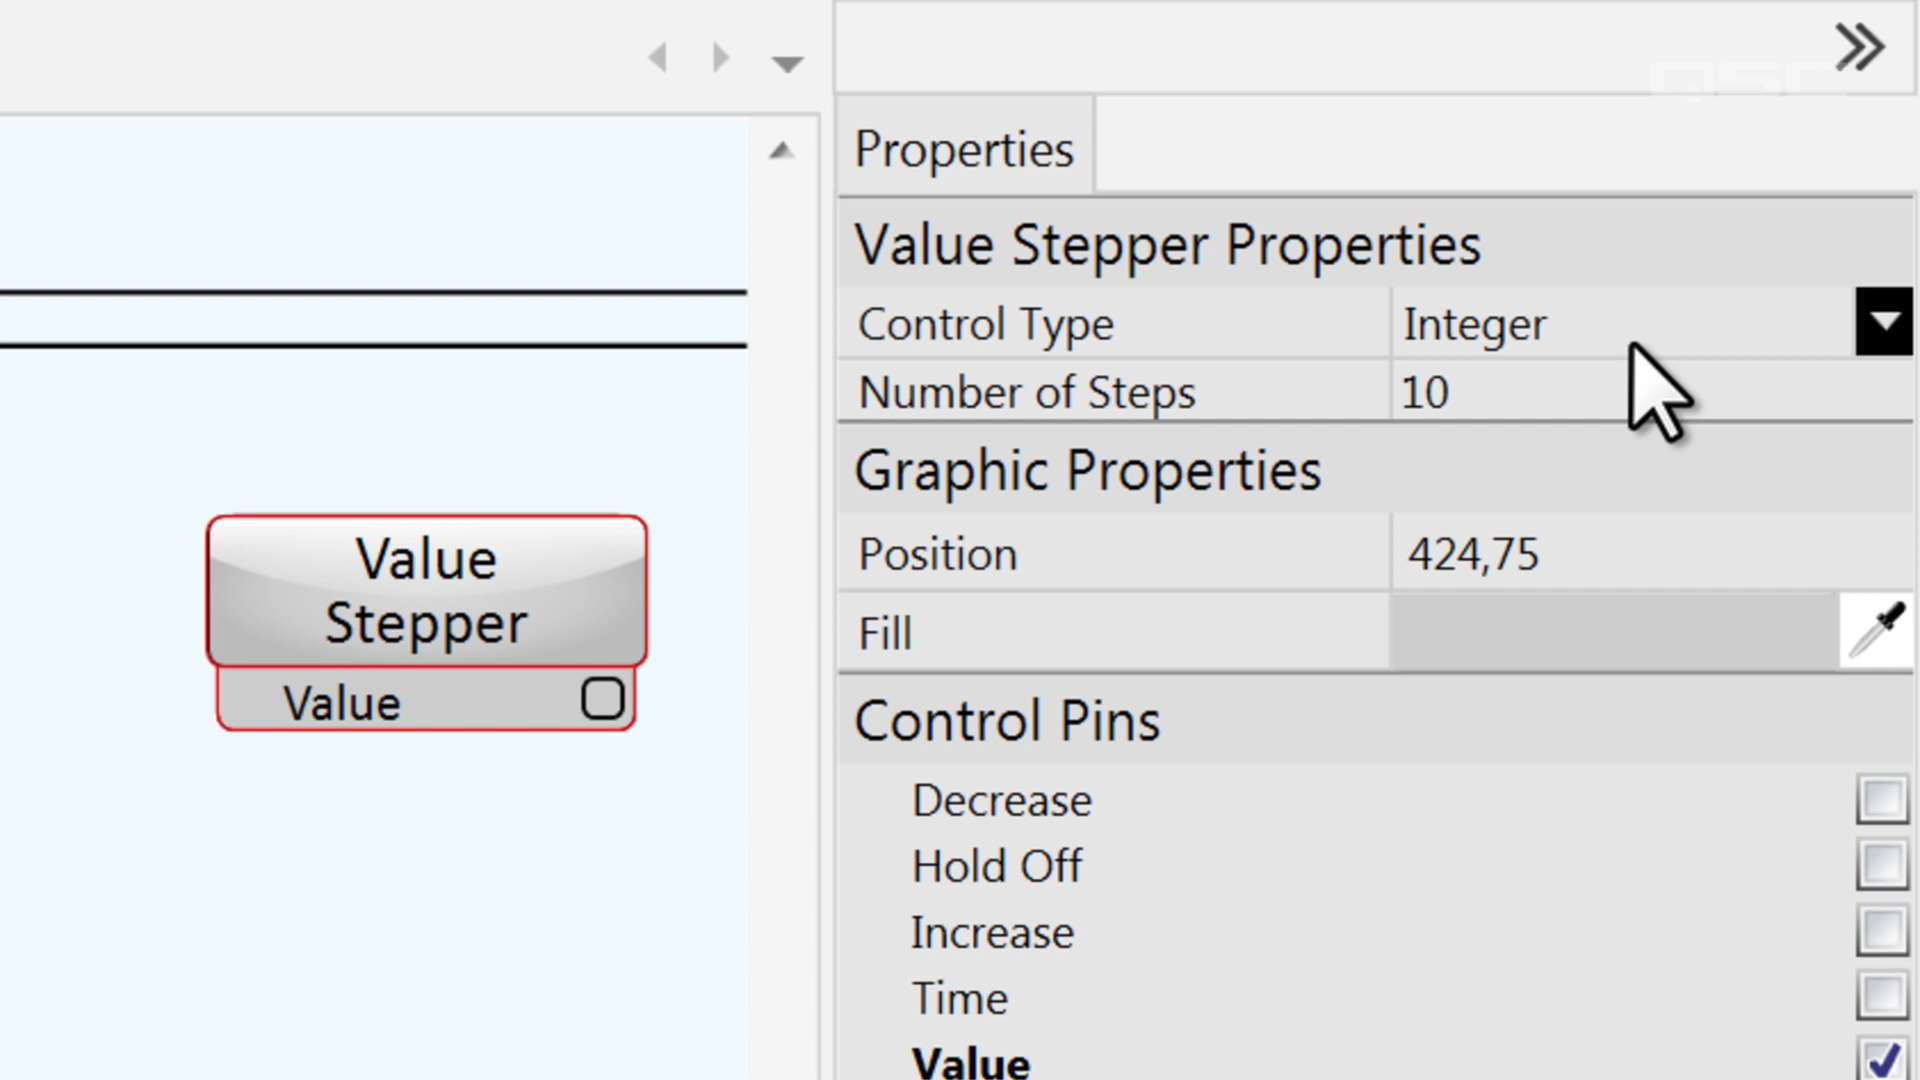 QSC
Properties
Value Stepper Properties
Control Type Integer
Number of Steps 10
Graphic Properties
Position 424,75
Fill
Value
Stepper
Value
Control Pins
Decrease
Hold Off
Increase
Time
Value